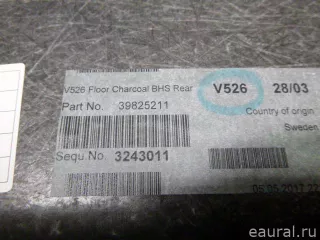 V526 Floor Charcoal BHS Rear
V526
28/03
Part No. 39825211
Country of origin
Sweden
Sequ.No. 3243011
eaural.ru/